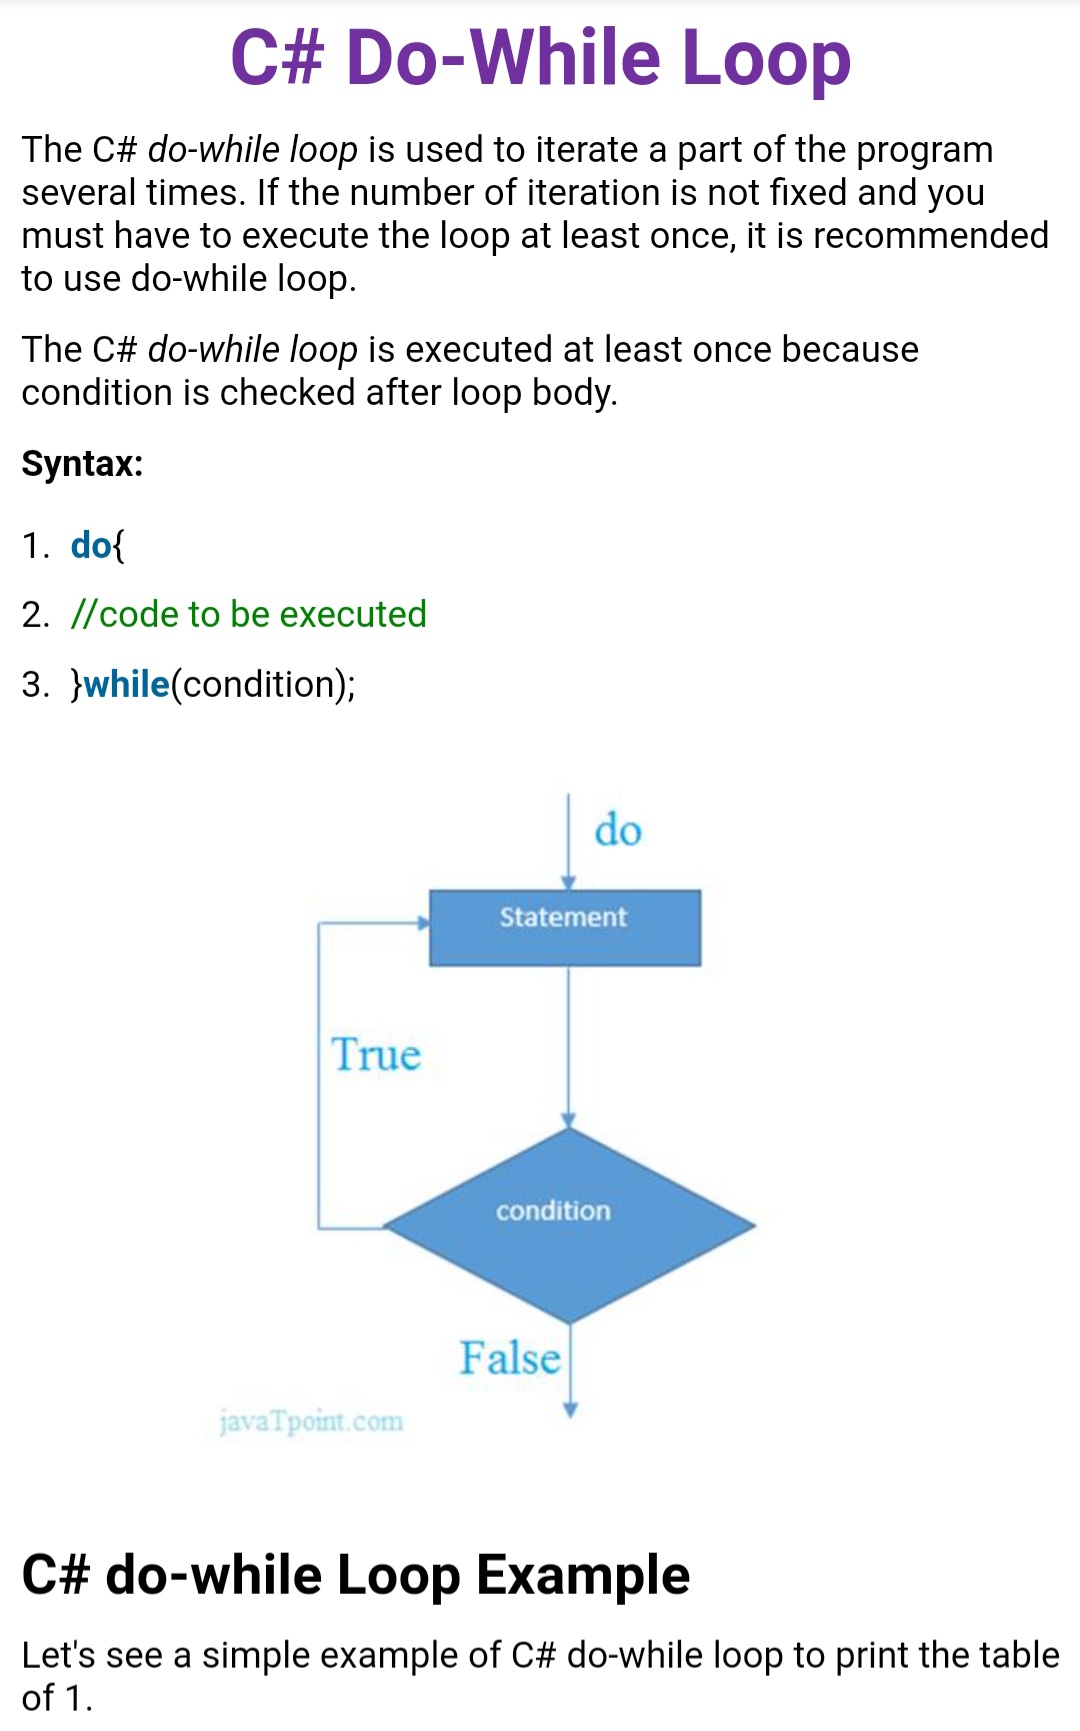 C# Do-While Loop
The C# do-while loop is used to iterate a part of the program
several times. If the number of iteration is not fixed and you
must have to execute the loop at least once, it is recommended
to use do-while loop.
The C# do-while loop is executed at least once because
condition is checked after loop body.
Syntax:
1. do{
2. //code to be executed
3. }while(condition);
do
Statement
True
condition
False
javaTpoint.com
C# do-while Loop Example
Let's see a simple example of C# do-while loop to print the table
of 1.